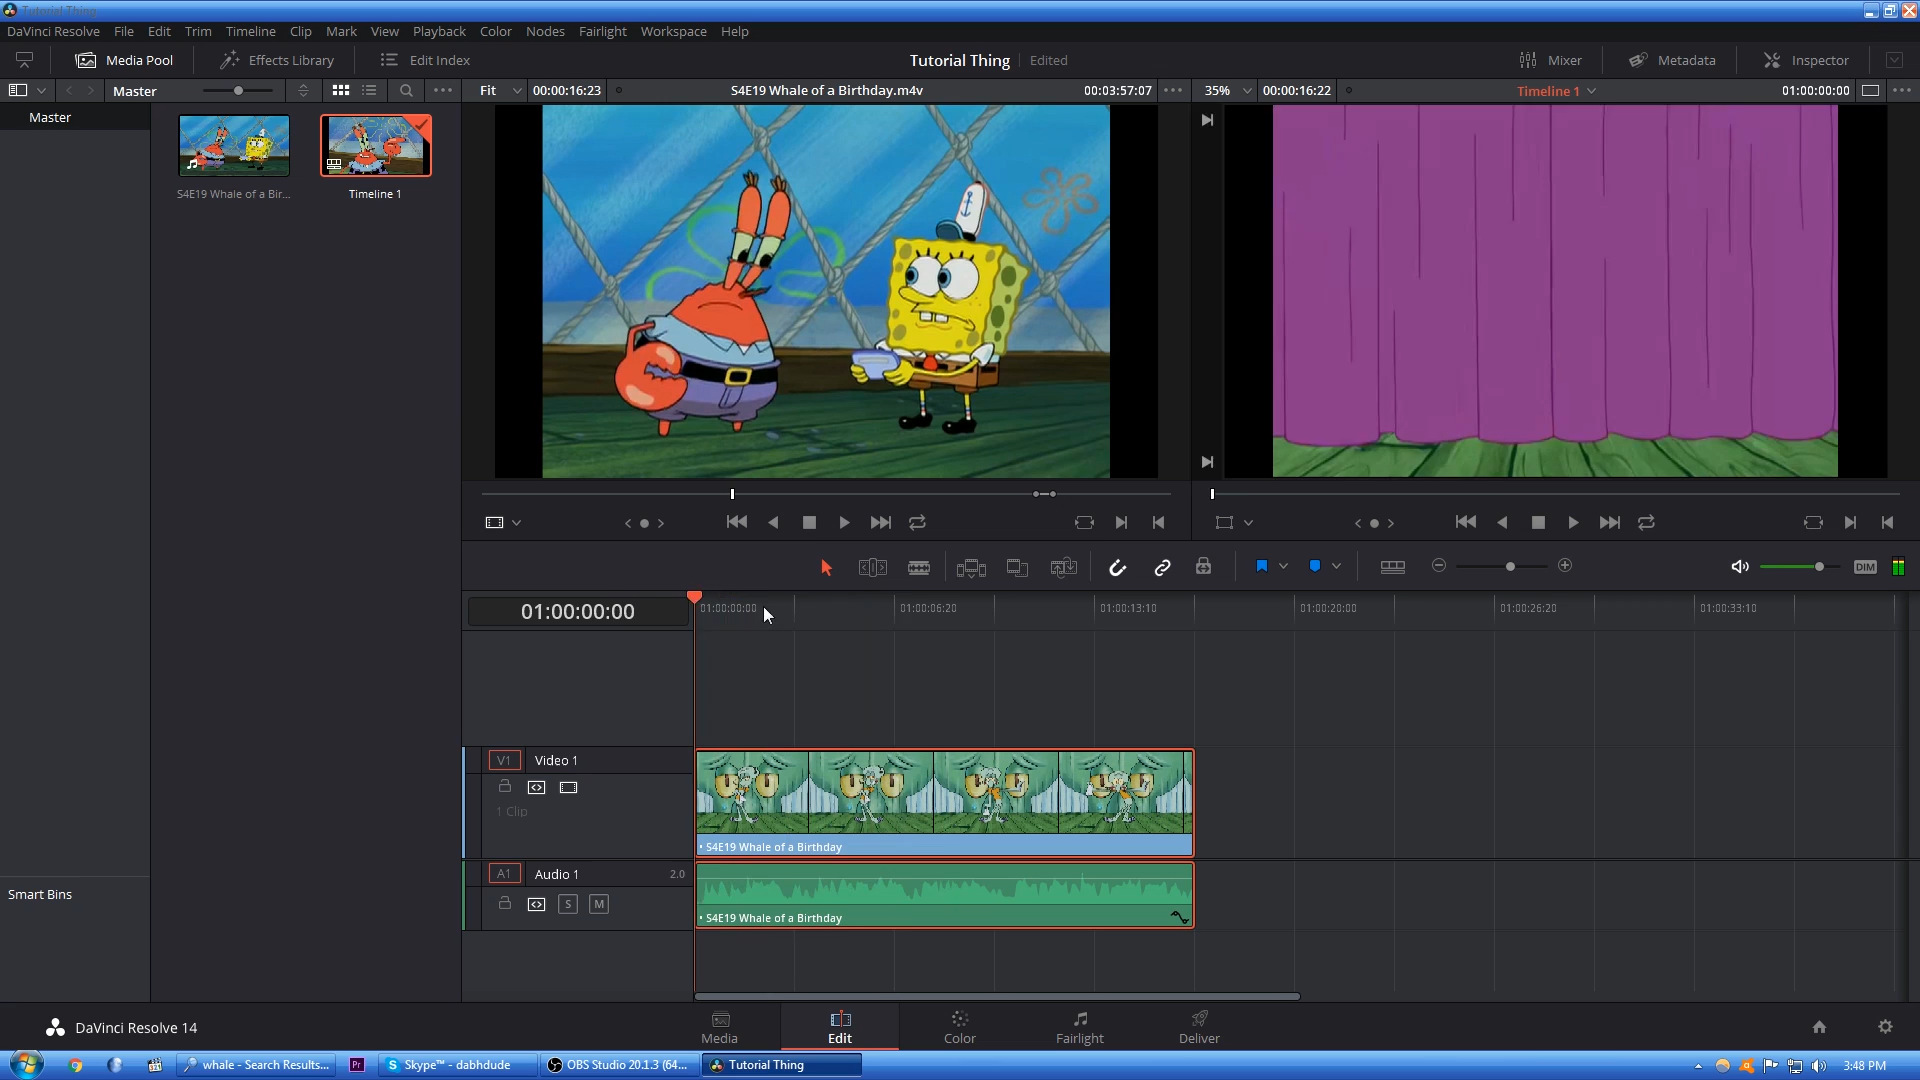 Tutorial Thing
DaVinci Resolve File Edit Trim Timeline Clip Mark View Playback Color Nodes Fairlight Workspace Help
Media Pool Effects Library Edit Index Tutorial Thing Edited Mixer Metadata Inspector
Master Fit 00:00:16:23 S4E19 Whale of a Birthday.m4v 00:03:57:07 35% 00:00:16:22 Timeline 1 01:00:00:00
Master
S4E19 Whale of a Bir... Timeline 1
DIM
01:00:00:00 01:00:00:00 01:00:06:20 01:00:13:10 01:00:20:00 01:00:26:20 01:00:33:10
V1 Video 1
1 Clip
• S4E19 Whale of a Birthday
A1 Audio 1 2.0
Smart Bins
S M
• S4E19 Whale of a Birthday
DaVinci Resolve 14
Media Edit Color Fairlight Deliver
whale - Search Results... Pr Skype™ - dabhdude OBS Studio 20.1.3 (64... Tutorial Thing 3:48 PM